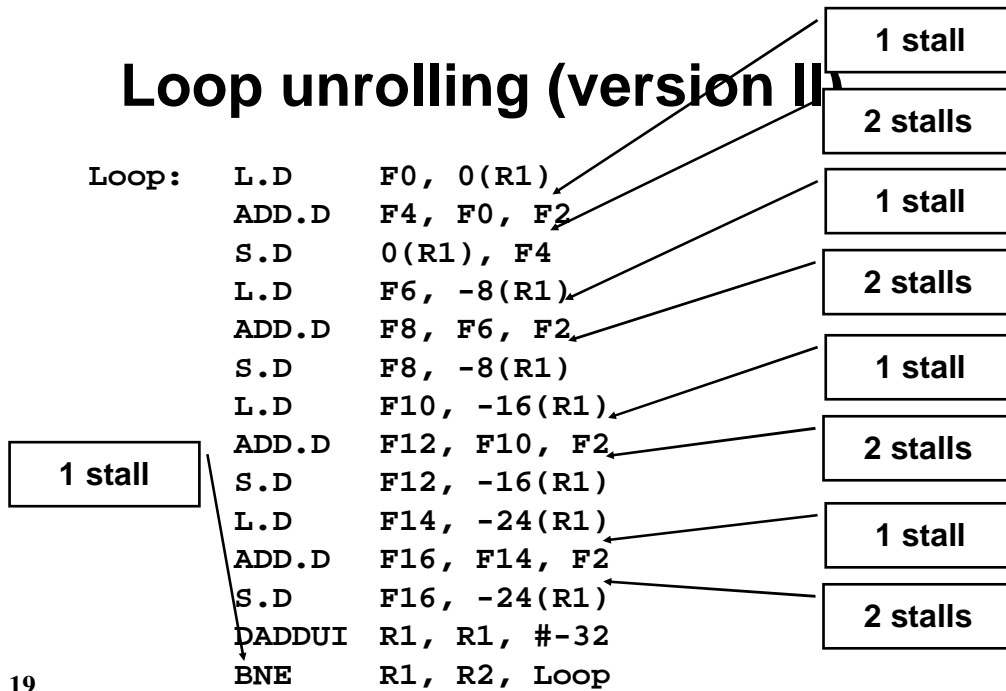 Loop unrolling (version II)
1 stall
2 stalls
1 stall
2 stalls
1 stall
2 stalls
1 stall
2 stalls
1 stall
Loop: L.D F0, 0(R1)
ADD.D F4, F0, F2
S.D 0(R1), F4
L.D F6, -8(R1)
ADD.D F8, F6, F2
S.D F8, -8(R1)
L.D F10, -16(R1)
ADD.D F12, F10, F2
S.D F12, -16(R1)
L.D F14, -24(R1)
ADD.D F16, F14, F2
S.D F16, -24(R1)
DADDUI R1, R1, #-32
BNE R1, R2, Loop
19